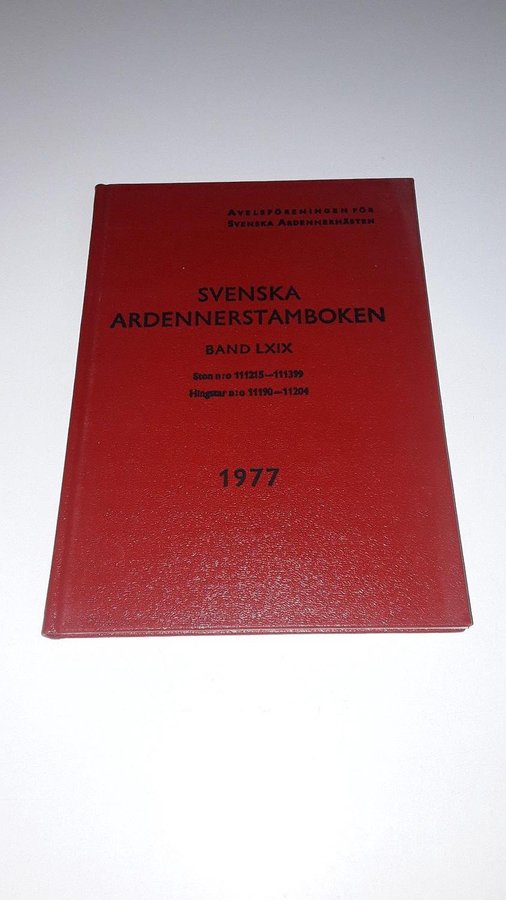 AVELSFÖRENINGEN FÖR
SVENSKA ARDENNERHÄSTEN
SVENSKA
ARDENNERSTAMBOKEN
BAND LXIX
Ston n:o 111215—111399
Hingstar n:o 11190—11204
1977